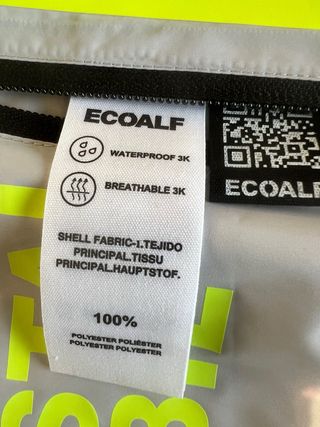 ECOALF
WATERPROOF 3K
BREATHABLE 3K
SHELL FABRIC-1.TEJIDO
PRINCIPAL.TISSU
PRINCIPAL.HAUPTSTOF.
100%
POLYESTER POLIÉSTER
POLYESTER POLYESTER
ECOALF